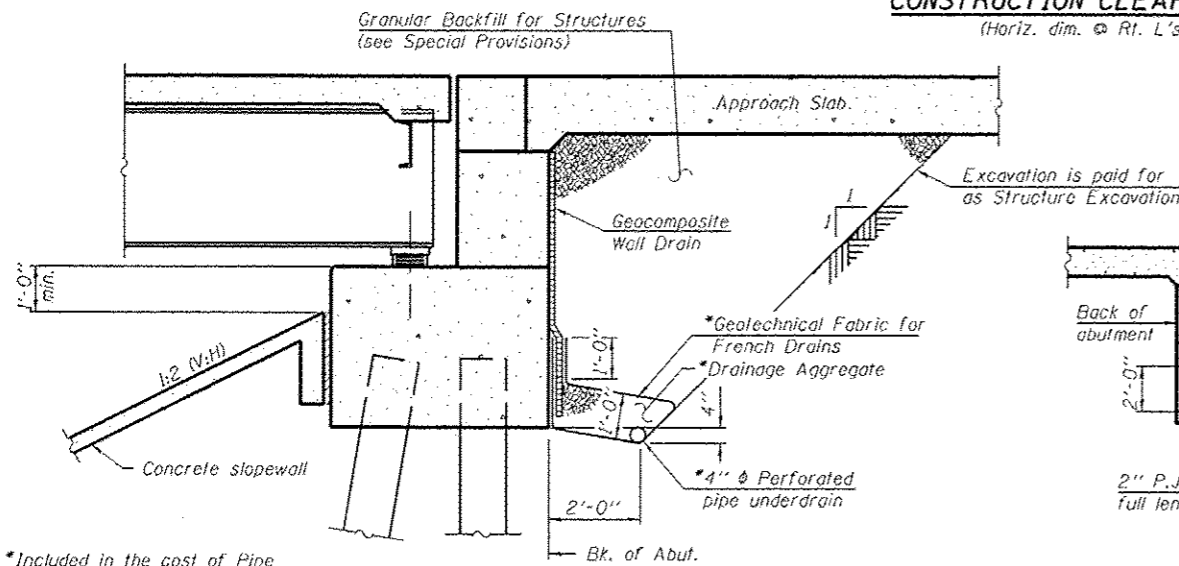 CONSTRUCTION CLEAR
(Horiz. dim. @ Rt. L's
Granular Backfill for Structures
(see Special Provisions)
Approach Slab
Excavation is paid for
as Structure Excavation
1
1
Geocomposite
Wall Drain
1'-0"
min.
Back of
abutment
2'-0"
*Geotechnical Fabric for
French Drains
*Drainage Aggregate
1'-0"
1'-0"
4"
1:2 (V:H)
Concrete slopewall
*4" ϕ Perforated
pipe underdrain
2'-0"
2" P.J.
full len
Bk. of Abut.
*Included in the cost of Pipe